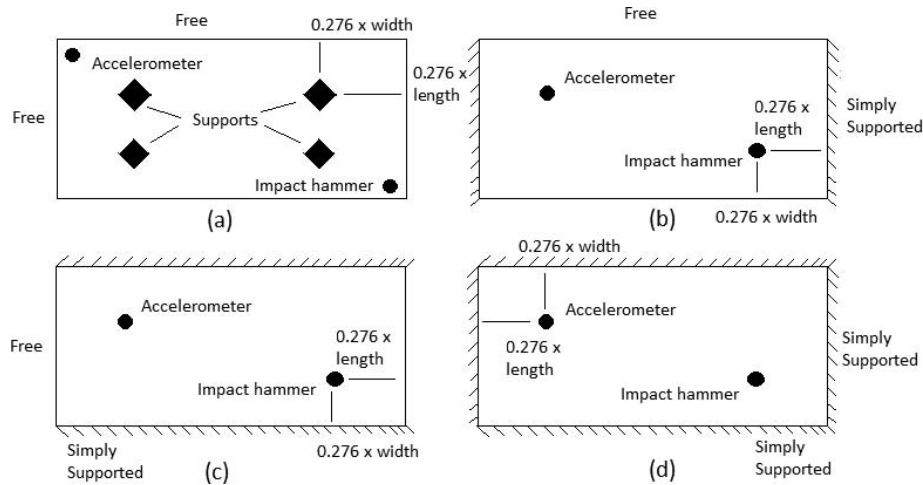 Free
0.276 x width
Accelerometer
0.276 x
length
Free
Supports
Impact hammer
(a)
Free
Accelerometer
Simply
Supported
0.276 x
length
Impact hammer
0.276 x width
(b)
Accelerometer
Free
0.276 x
length
Impact hammer
Simply
Supported
0.276 x width
(c)
0.276 x width
Accelerometer
0.276 x
length
Simply
Supported
Impact hammer
Simply
Supported
(d)